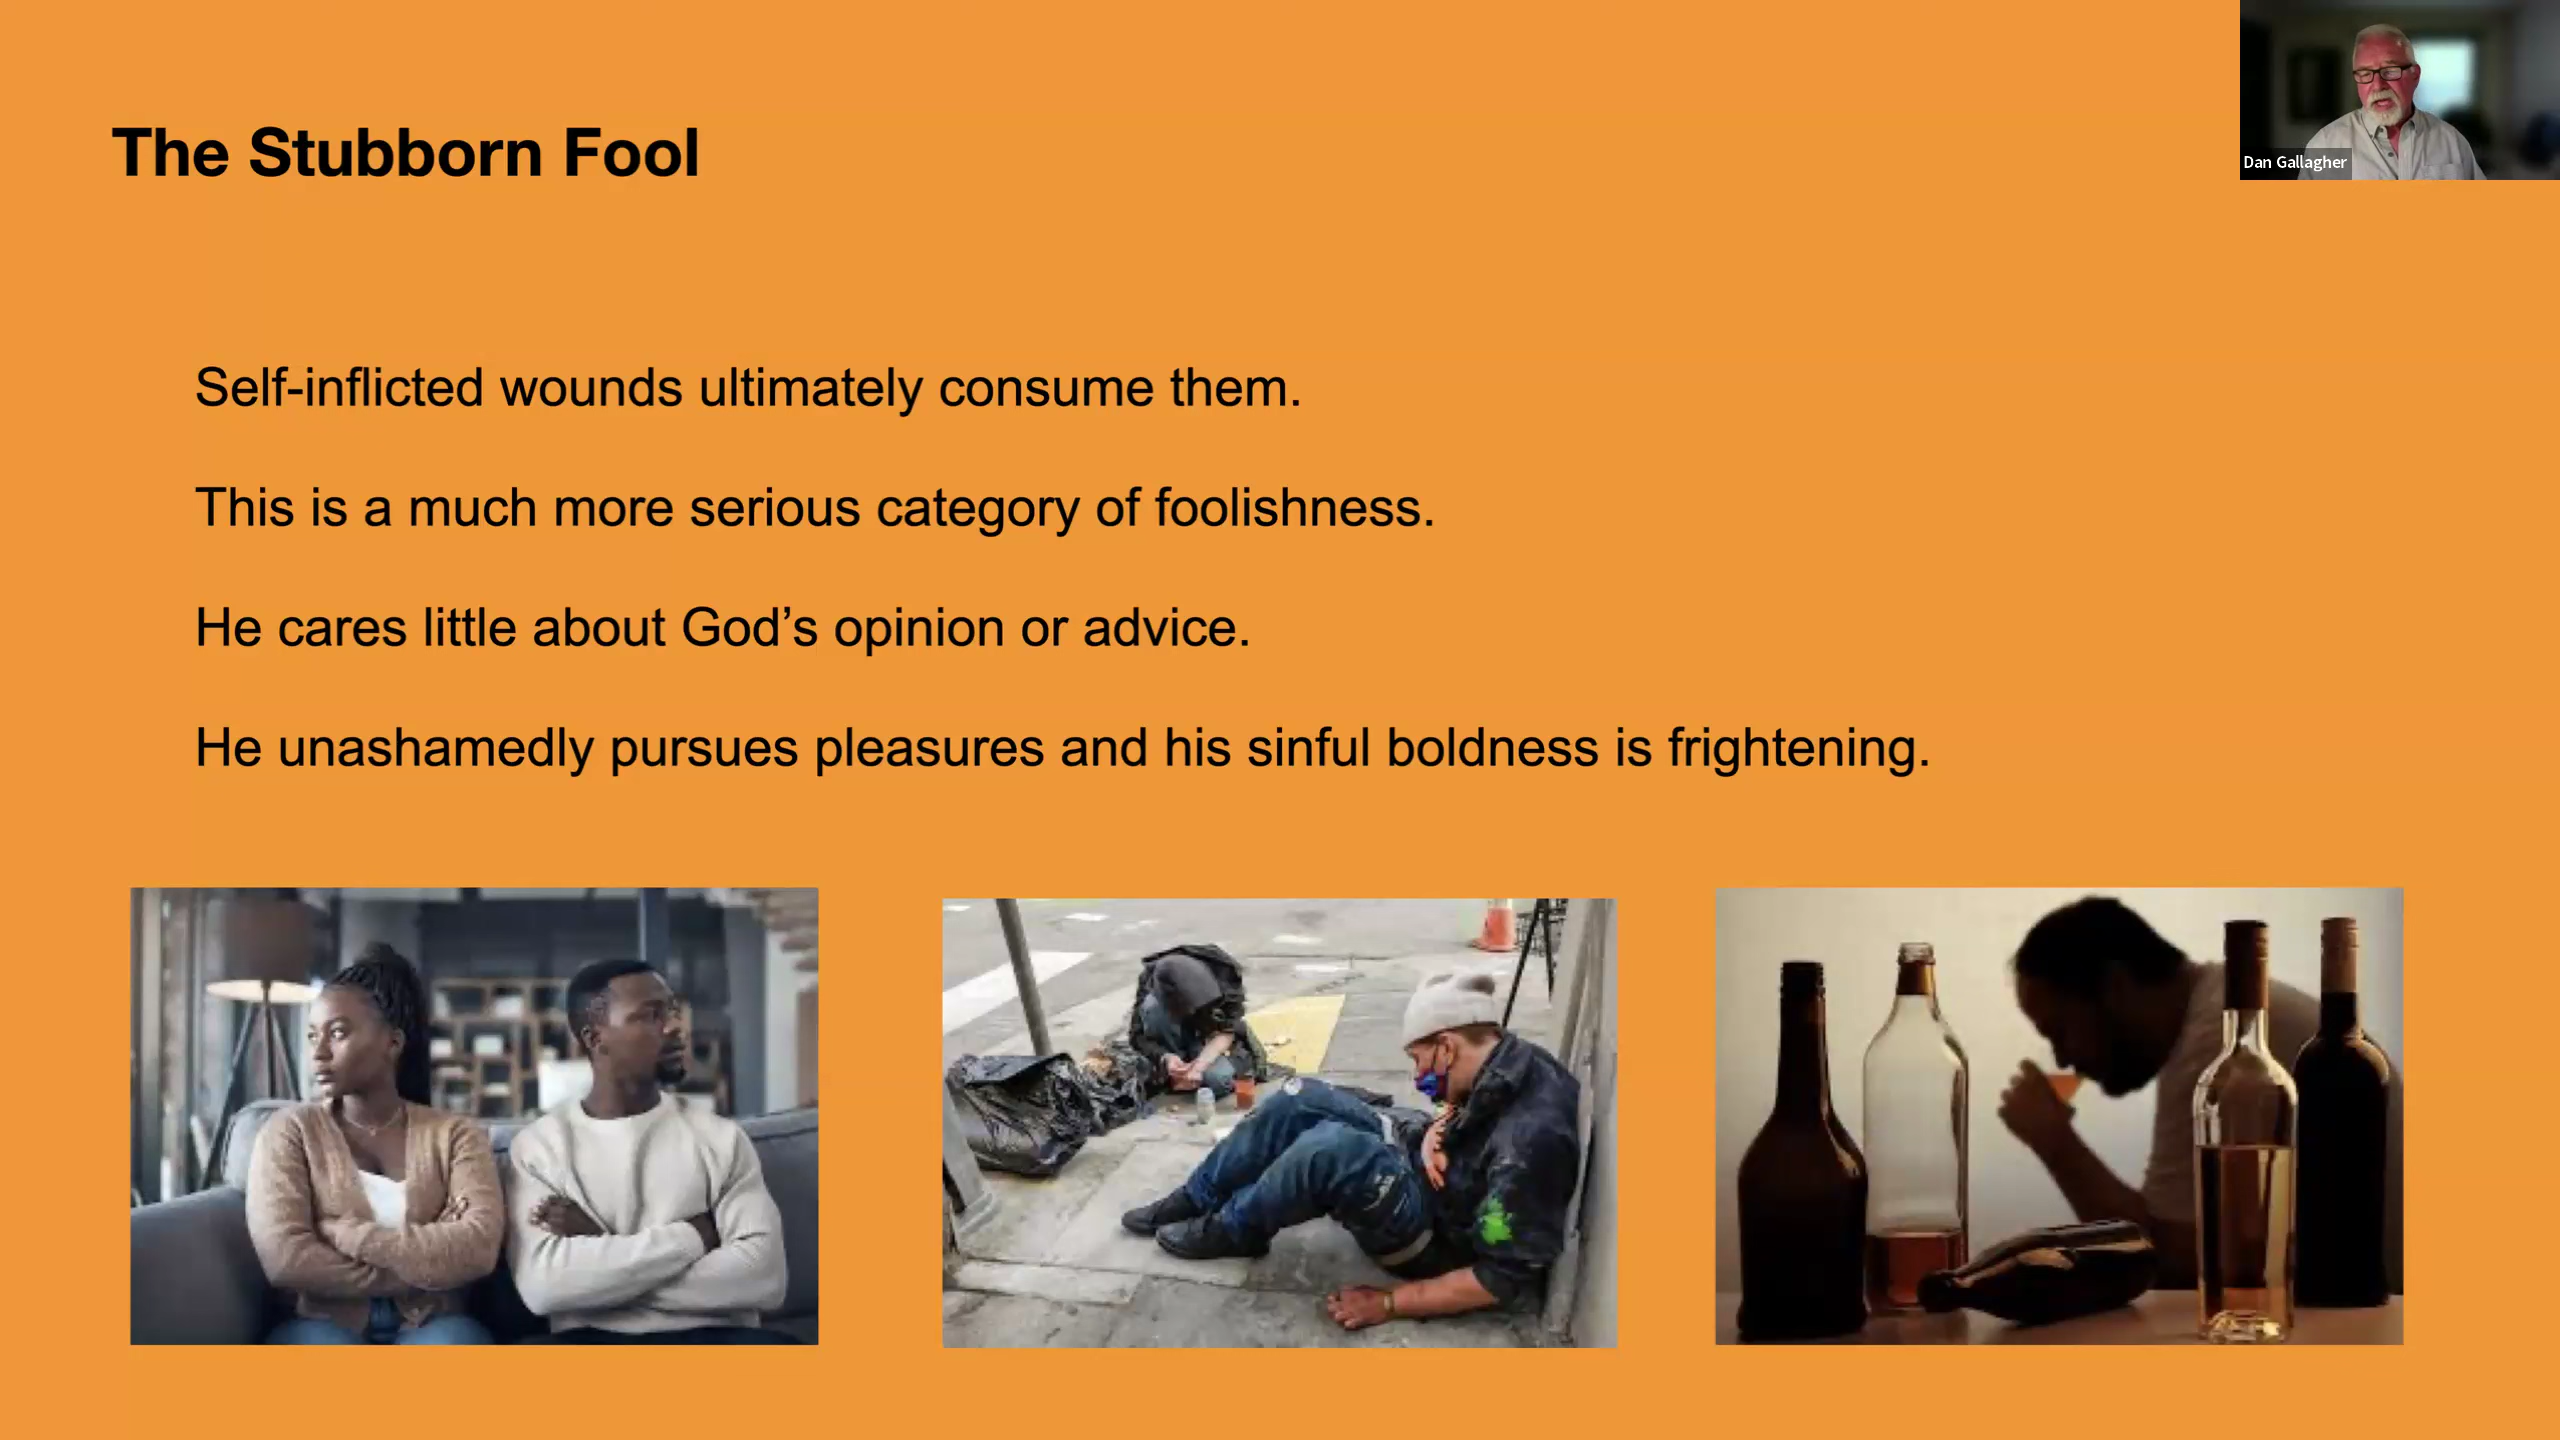 The Stubborn Fool
Dan Gallagher
Self-inflicted wounds ultimately consume them.
This is a much more serious category of foolishness.
He cares little about God’s opinion or advice.
He unashamedly pursues pleasures and his sinful boldness is frightening.